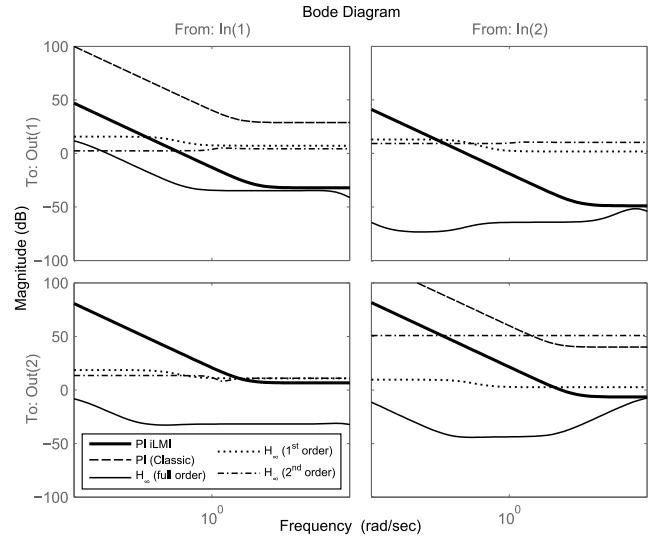 Bode Diagram
From: In(1)
From: In(2)
Magnitude (dB)
To: Out(1)
100
50
0
−50
−100
To: Out(2)
100
50
0
−50
−100
PI iLMI
PI (Classic)
H∞ (full order)
H∞ (1st order)
H∞ (2nd order)
10^0
10^0
Frequency (rad/sec)